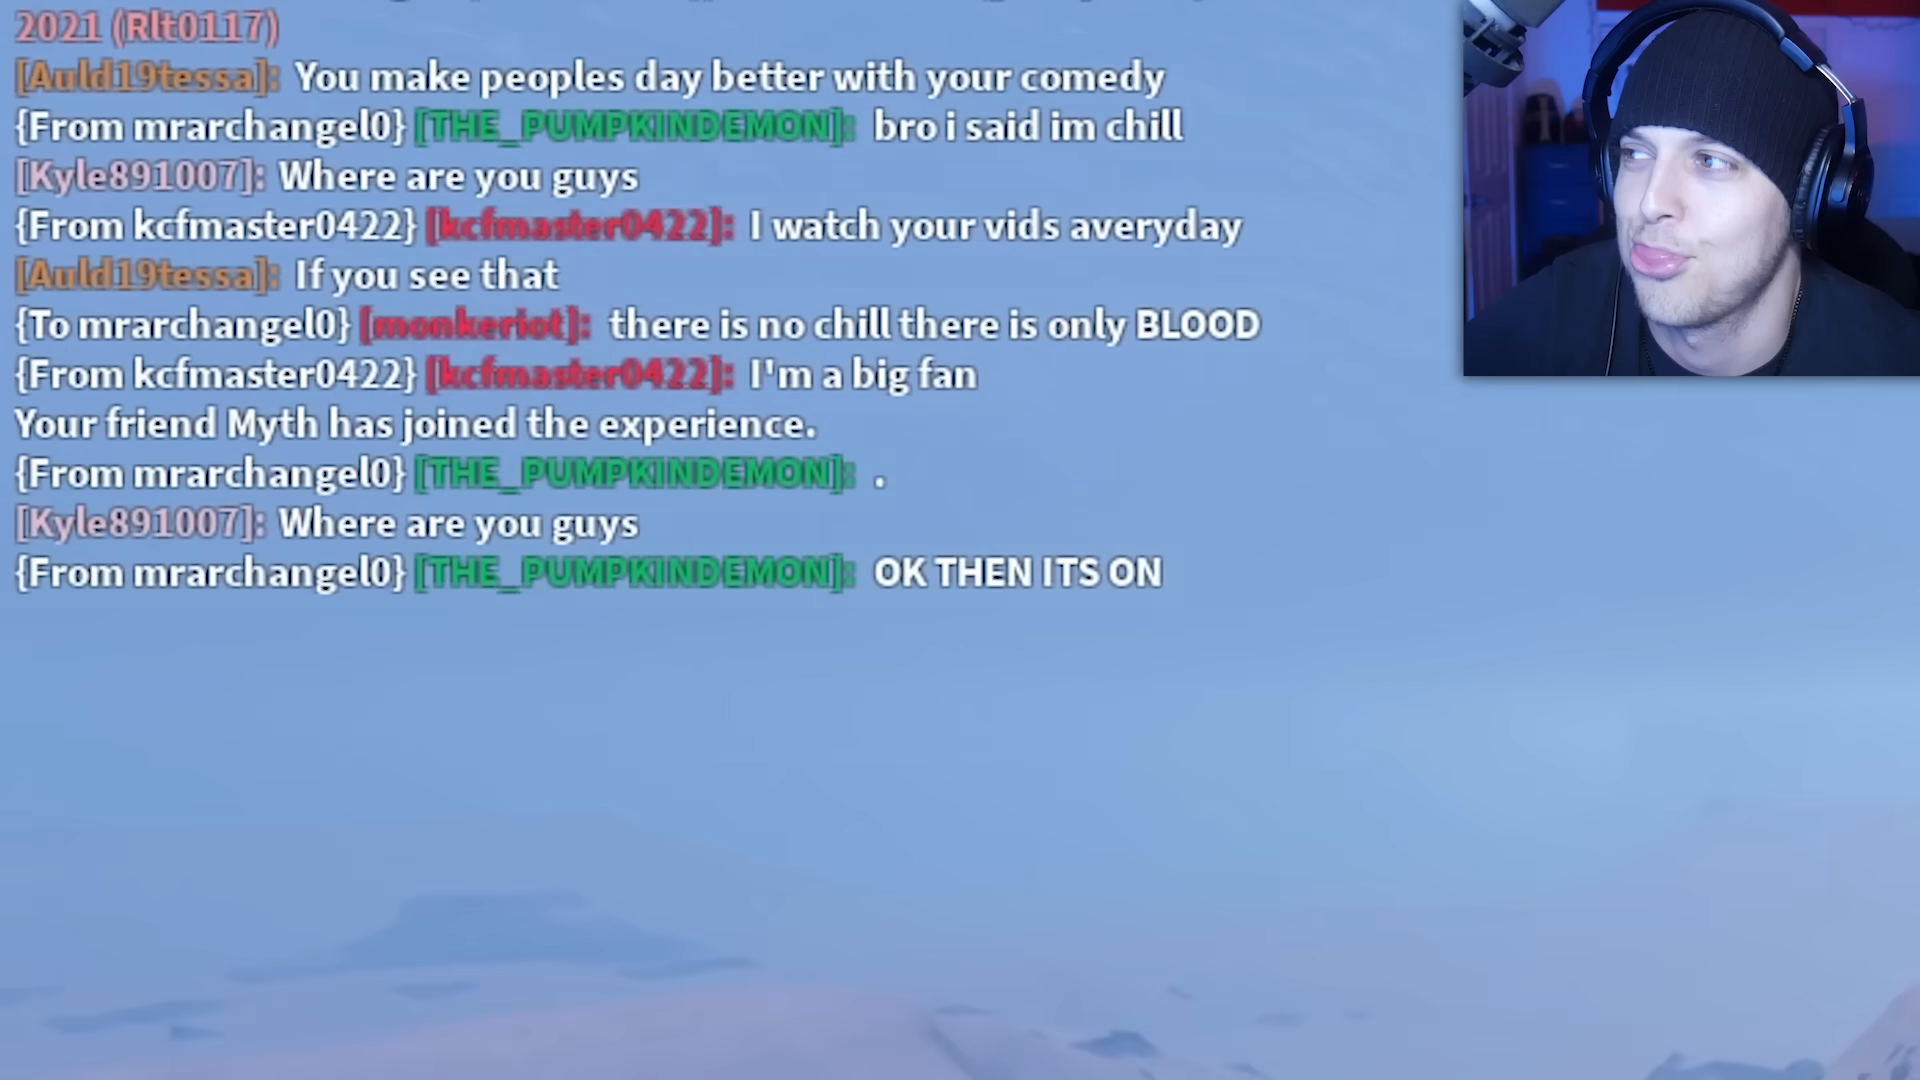 2021 (Rlt0117)
[Auld19tessa]: You make peoples day better with your comedy
{From mrarchangel0} [THE_PUMPKINDEMON]: bro i said im chill
[Kyle891007]: Where are you guys
{From kcfmaster0422} [kcfmaster0422]: I watch your vids averyday
[Auld19tessa]: If you see that
{To mrarchangel0} [monkeriot]: there is no chill there is only BLOOD
{From kcfmaster0422} [kcfmaster0422]: I'm a big fan
Your friend Myth has joined the experience.
{From mrarchangel0} [THE_PUMPKINDEMON]: .
[Kyle891007]: Where are you guys
{From mrarchangel0} [THE_PUMPKINDEMON]: OK THEN ITS ON